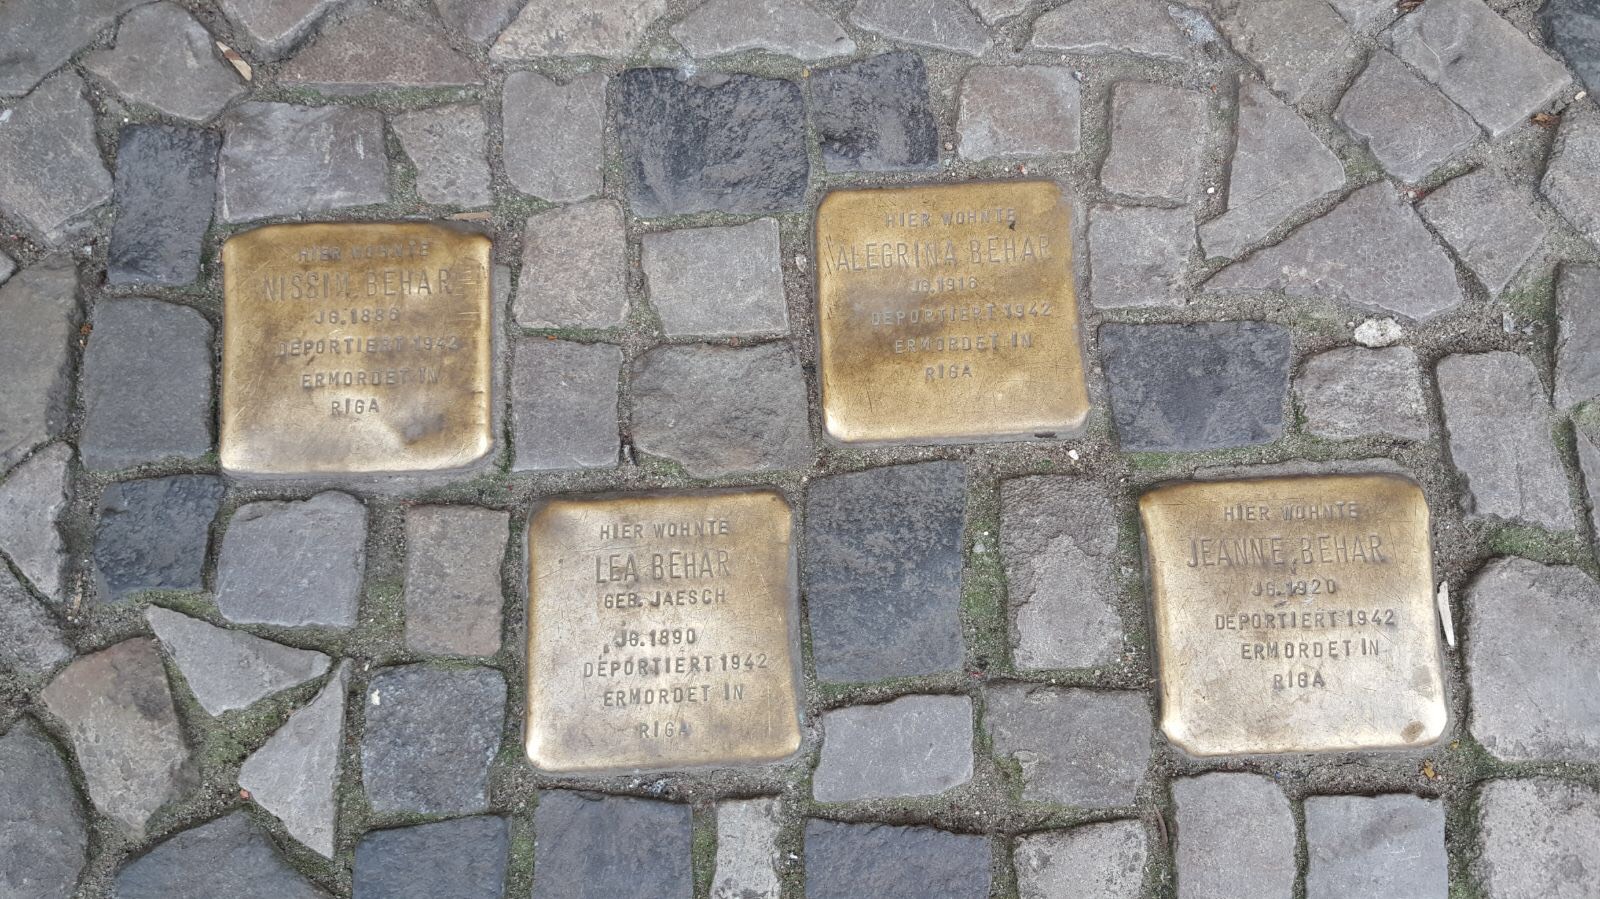 HIER WOHNTE
NISSIM BEHAR
JG. 1886
DEPORTIERT 1942
ERMORDET IN
RIGA
HIER WOHNTE
ALEGRINA BEHAR
JG. 1916
DEPORTIERT 1942
ERMORDET IN
RIGA
HIER WOHNTE
LEA BEHAR
GEB. JAESCH
JG. 1890
DEPORTIERT 1942
ERMORDET IN
RIGA
HIER WOHNTE
JEANNE BEHAR
JG. 1920
DEPORTIERT 1942
ERMORDET IN
RIGA